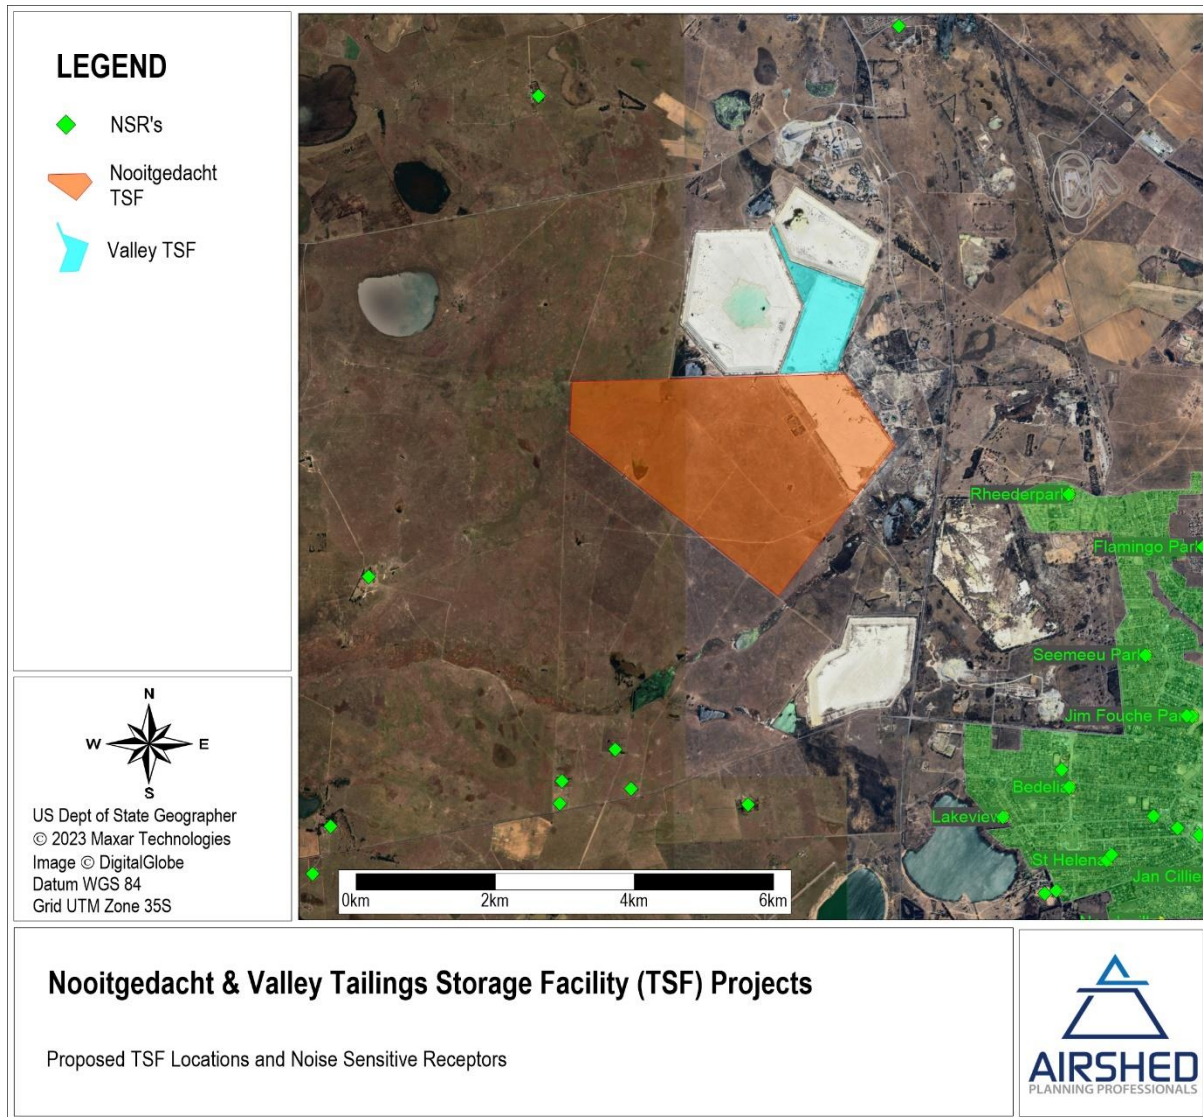 LEGEND
NSR's
Nooitgedacht
TSF
Valley TSF
N
W
E
S
US Dept of State Geographer
© 2023 Maxar Technologies
Image © DigitalGlobe
Datum WGS 84
Grid UTM Zone 35S
Rheederpark
Flamingo Park
Seemeeu Park
Jim Fouche Park
Bedelia
Lakeview
St Helena
Jan Cillie
0km
2km
4km
6km
Nooitgedacht & Valley Tailings Storage Facility (TSF) Projects
Proposed TSF Locations and Noise Sensitive Receptors
AIRSHED
PLANNING PROFESSIONALS